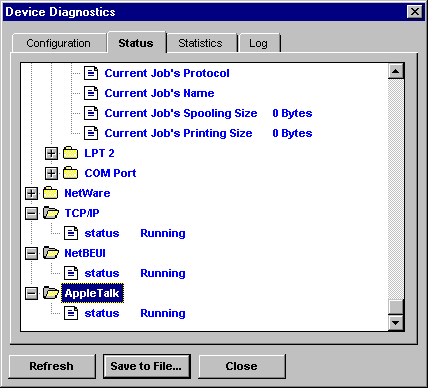 Device Diagnostics
Configuration Status Statistics Log
Current Job's Protocol
Current Job's Name
Current Job's Spooling Size 0 Bytes
Current Job's Printing Size 0 Bytes
LPT 2
COM Port
NetWare
TCP/IP
status Running
NetBEUI
status Running
AppleTalk
status Running
Refresh Save to File... Close